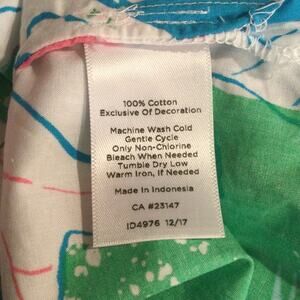 100% Cotton
Exclusive Of Decoration
Machine Wash Cold
Gentle Cycle
Only Non-Chlorine
Bleach When Needed
Tumble Dry Low
Warm Iron, If Needed
Made In Indonesia
CA #23147
ID4976 12/17